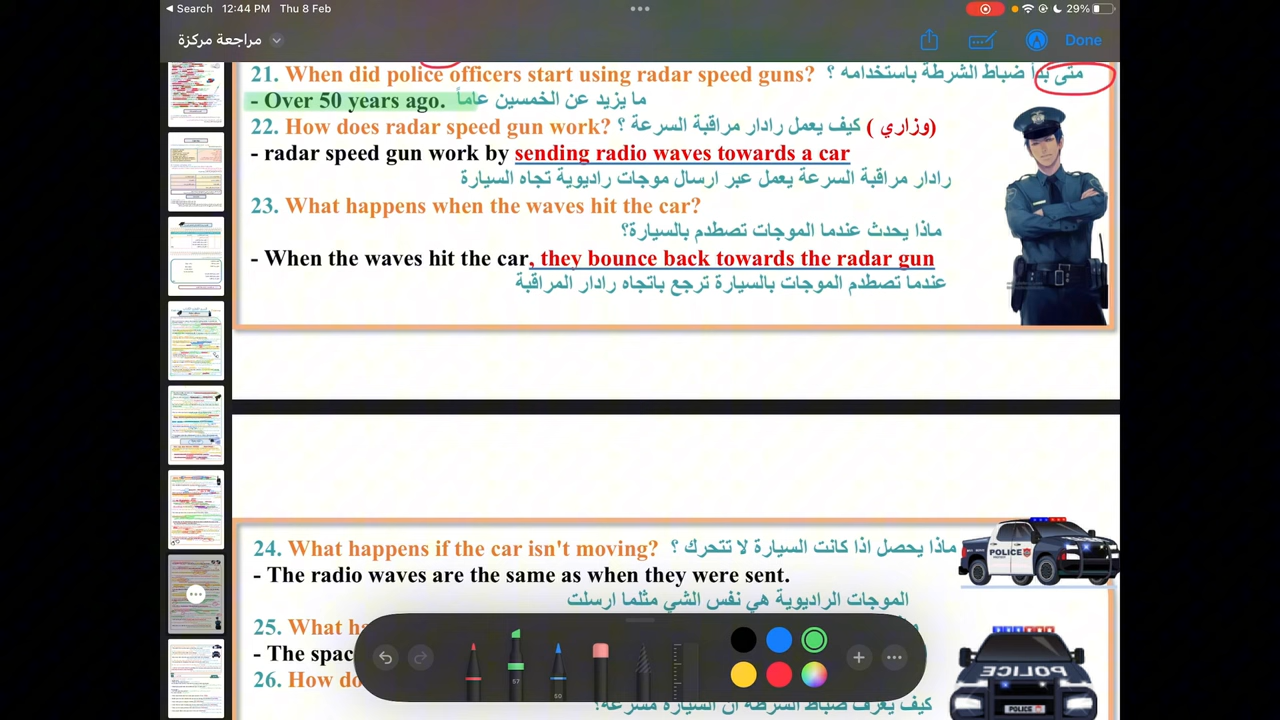 Search 12:44 PM Thu 8 Feb 29%
مراجعة مركزة Done
21. When did police officers start using radar speed guns? متى بدأ ضباط الشرطة باستخدامه ؟
- Over 50 years ago. ما يزيد عن الخمسين عاماً
22. How does radar speed gun work? كيف يعمل رادار مراقبة السرعة ؟ (وزاري )
- radar speed gun work by sending radio waves towards a car
رادار مراقبة السرعة يعمل عبر ارسال موجات راديوية تجاه السيارة
23. What happens when the waves hit the car?
ماذا يحدث عندما الموجات تصطدم بالسيارة؟
- When the waves hit the car, they bounce back towards the radar gun
عندما تصطدم الموجات بالسيارة ترجع باتجاه رادار المراقبة
24. What happens if the car isn't moving? ماذا يحصل اذا كانت السيارة لا تتحرك ؟
POLICE
- The radio waves are the same as when they were sent.
الموجات الراديوية هي نفس الشي مثلما ارسلت
25. What h
- The spac
26. How do
67
كيف يعرف ضباط الشرطة ان السيارة مسرعة؟
POLICE
POLICE